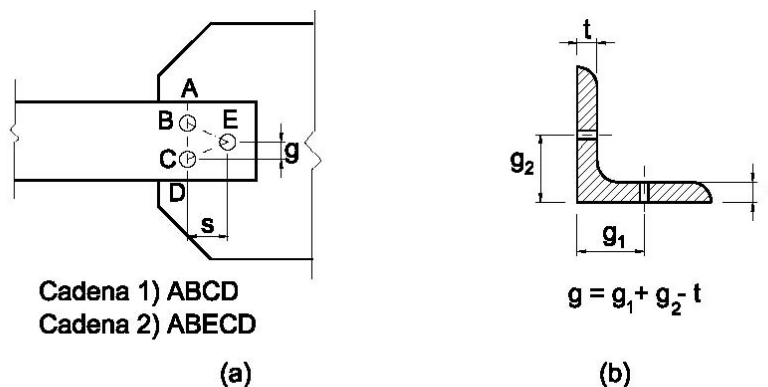 A
B
E
C
g
D
s
Cadena 1) ABCD
Cadena 2) ABECD
(a)
t
g₂
g₁
g = g₁ + g₂ - t
(b)